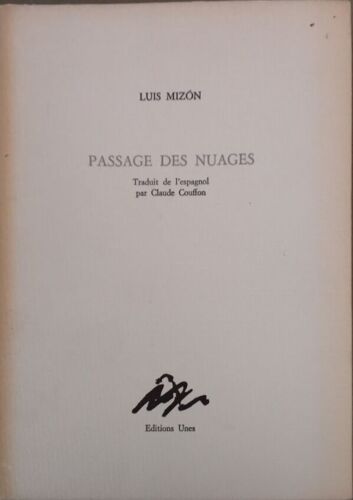 LUIS MIZÓN
PASSAGE DES NUAGES
Traduit de l'espagnol
par Claude Couffon
Editions Unes